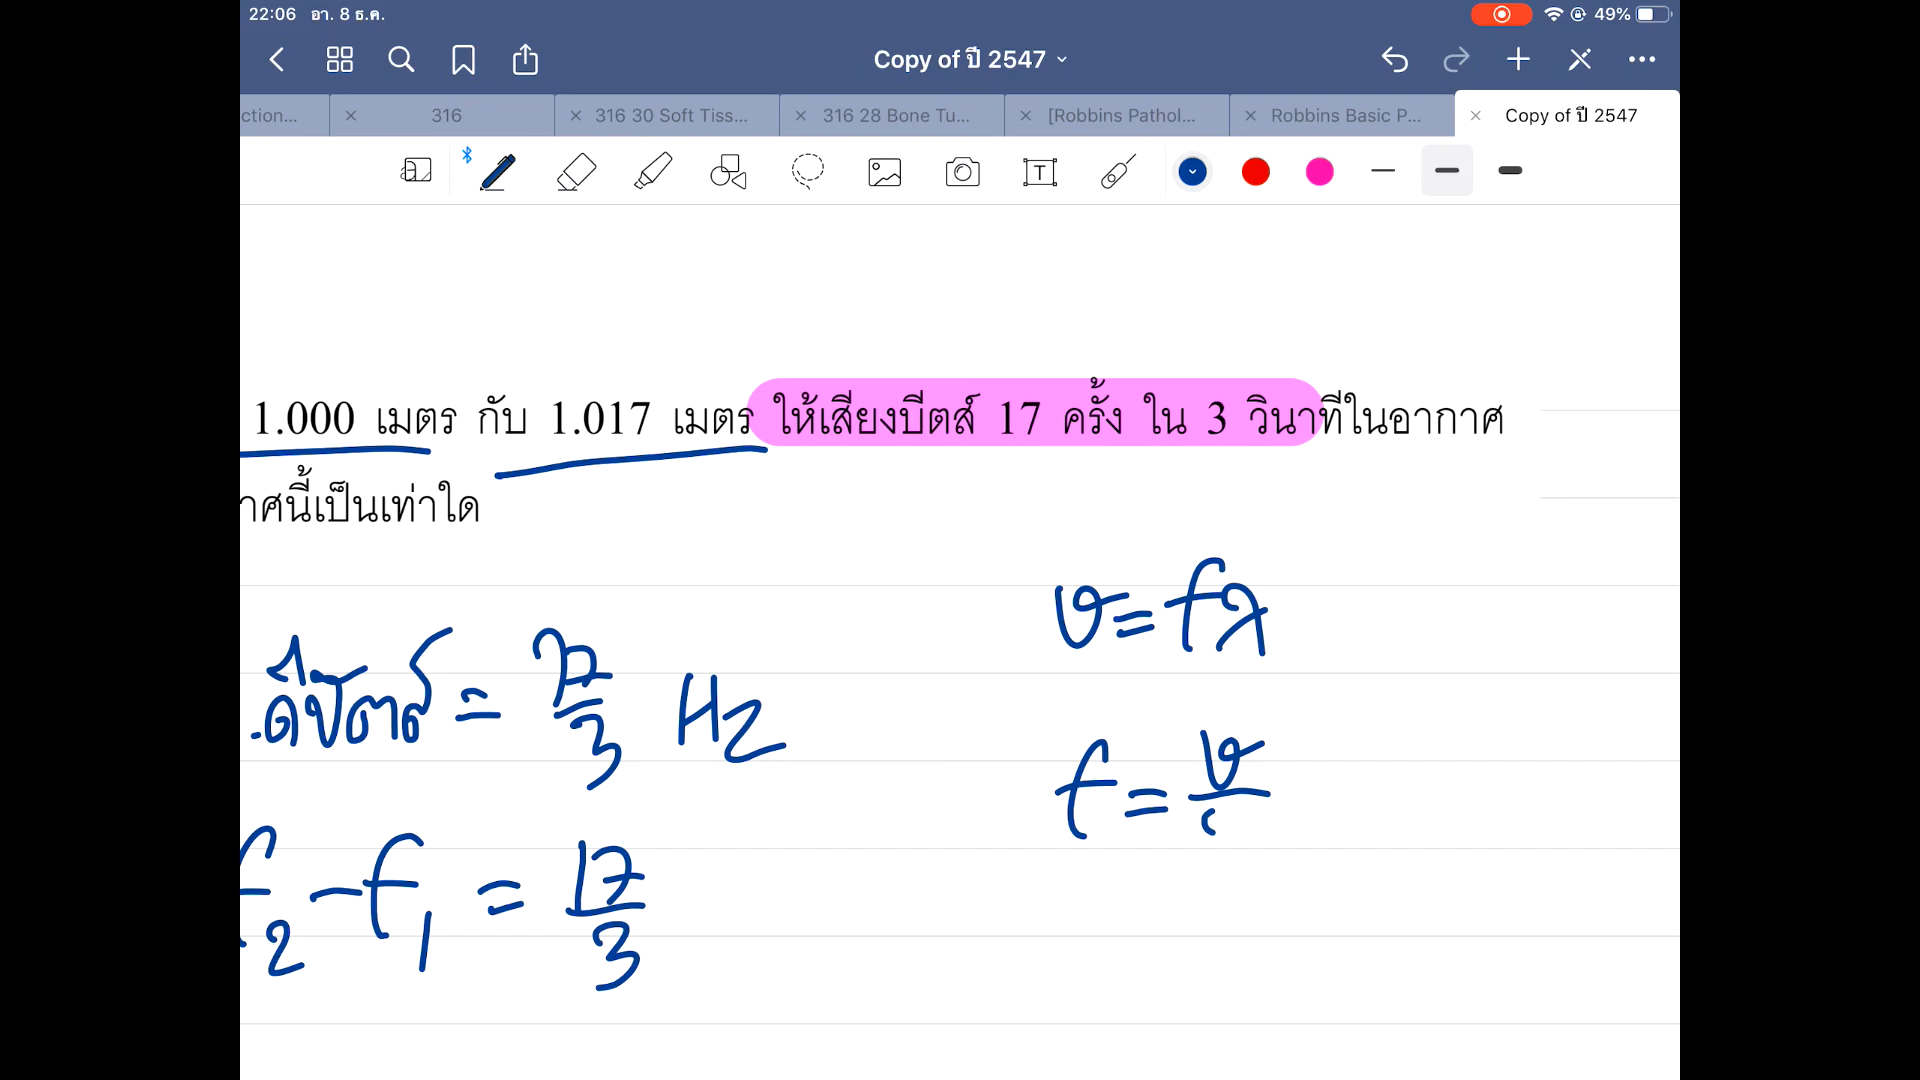 22:06 อา. 8 ธ.ค. 49%
Copy of ปี 2547
ction... 316 316 30 Soft Tiss... 316 28 Bone Tu... [Robbins Pathol... Robbins Basic P... Copy of ปี 2547
1.000 เมตร กับ 1.017 เมตร ให้เสียงบีตส์ 17 ครั้ง ใน 3 วินาทีในอากาศ
าศนี้เป็นเท่าใด
v = fλ
= 17/3 Hz
f = v/
f2 - f1 = 17/3